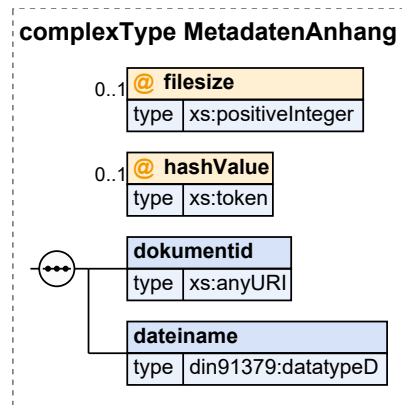 complexType MetadatenAnhang
0..1 @ filesize
type xs:positiveInteger
0..1 @ hashValue
type xs:token
dokumentid
type xs:anyURI
dateiname
type din91379:datatypeD